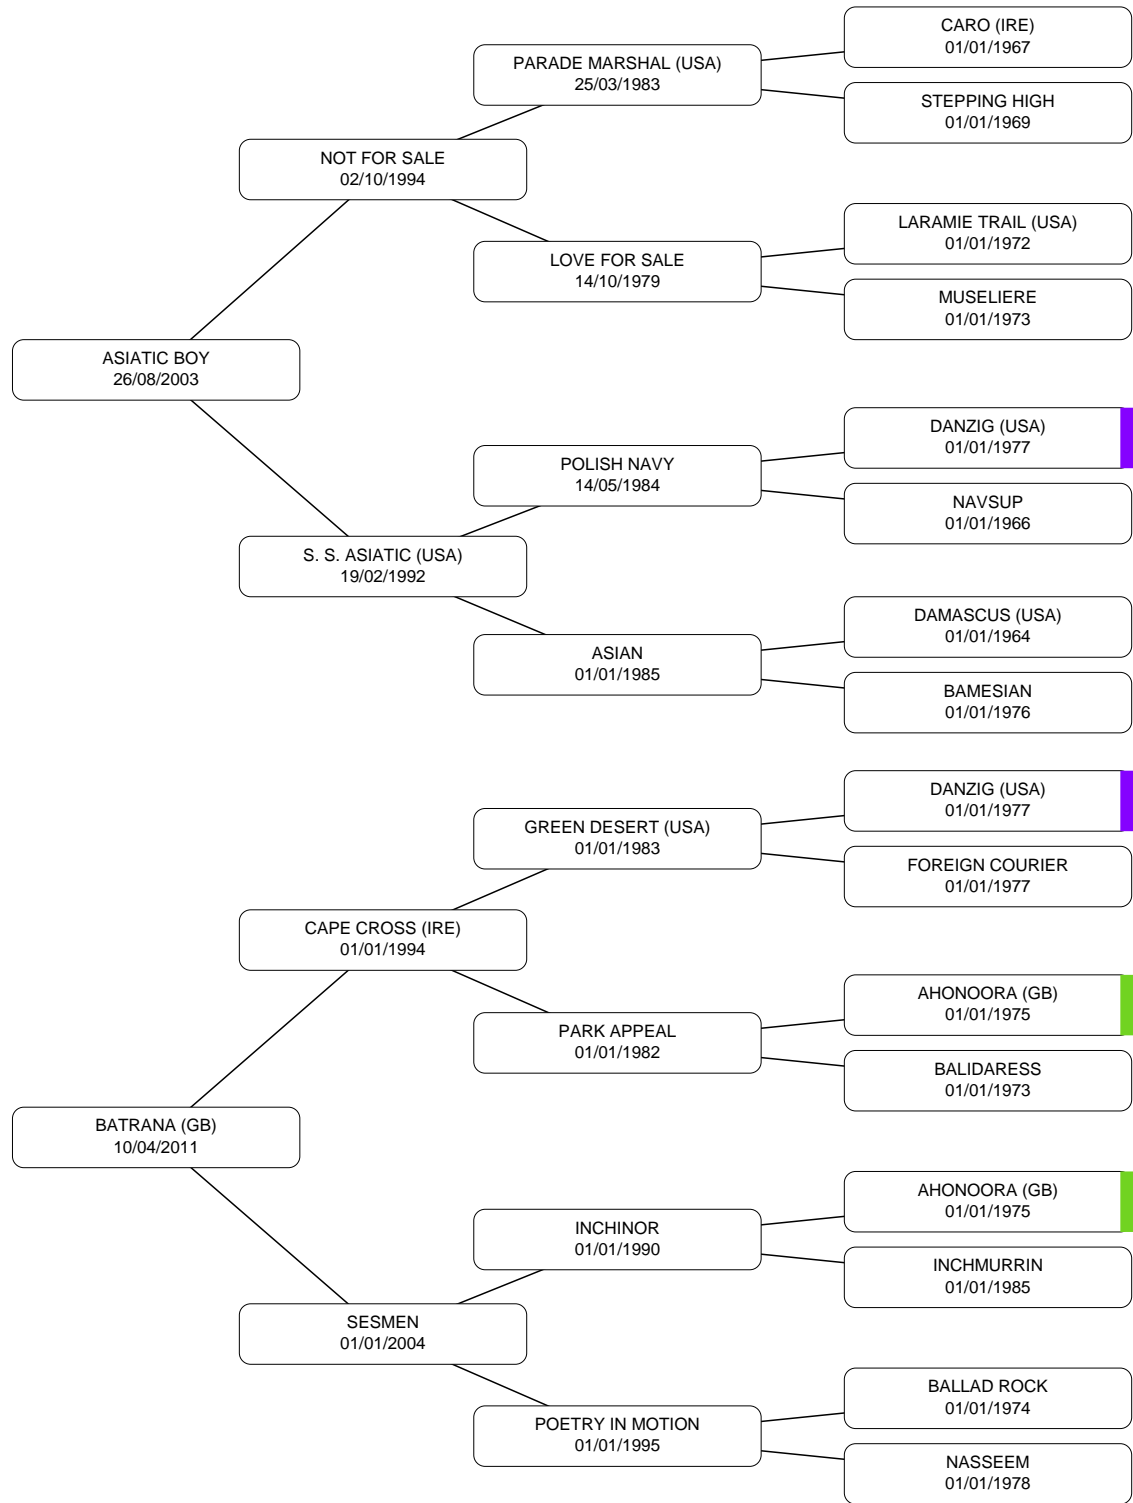 CARO (IRE)
01/01/1967
PARADE MARSHAL (USA)
25/03/1983
STEPPING HIGH
01/01/1969
NOT FOR SALE
02/10/1994
LARAMIE TRAIL (USA)
01/01/1972
LOVE FOR SALE
14/10/1979
MUSELIERE
01/01/1973
ASIATIC BOY
26/08/2003
DANZIG (USA)
01/01/1977
POLISH NAVY
14/05/1984
NAVSUP
01/01/1966
S. S. ASIATIC (USA)
19/02/1992
DAMASCUS (USA)
01/01/1964
ASIAN
01/01/1985
BAMESIAN
01/01/1976
DANZIG (USA)
01/01/1977
GREEN DESERT (USA)
01/01/1983
FOREIGN COURIER
01/01/1977
CAPE CROSS (IRE)
01/01/1994
AHONOORA (GB)
01/01/1975
PARK APPEAL
01/01/1982
BALIDARESS
01/01/1973
BATRANA (GB)
10/04/2011
AHONOORA (GB)
01/01/1975
INCHINOR
01/01/1990
INCHMURRIN
01/01/1985
SESMEN
01/01/2004
BALLAD ROCK
01/01/1974
POETRY IN MOTION
01/01/1995
NASSEEM
01/01/1978